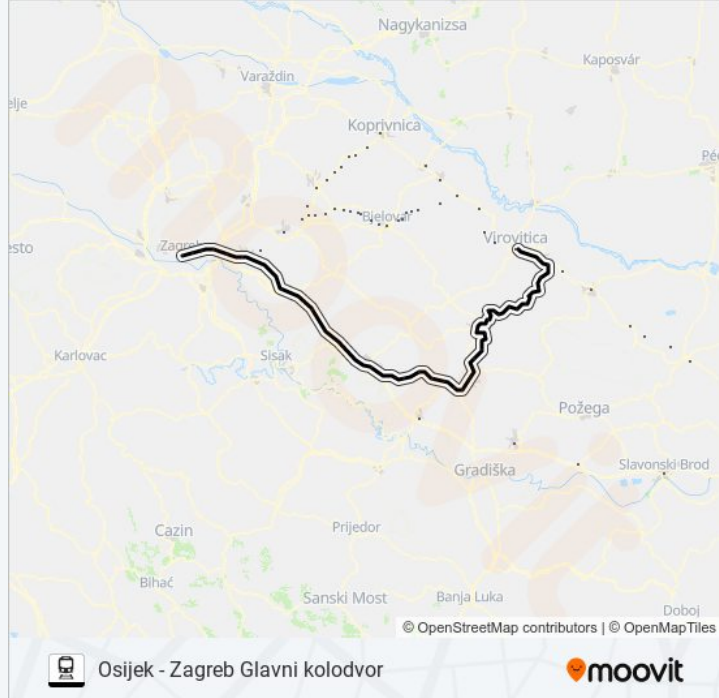 Nagykanizsa
Kaposvár
Varaždin
elje
Koprivnica
Péc
Bjelovar
Virovitica
esto
Zagreb
Karlovac
Sisak
Požega
Gradiška
Slavonski Brod
Cazin
Prijedor
Bihać
Sanski Most
Banja Luka
Doboj
© OpenStreetMap contributors | © OpenMapTiles
Osijek - Zagreb Glavni kolodvor
moovit